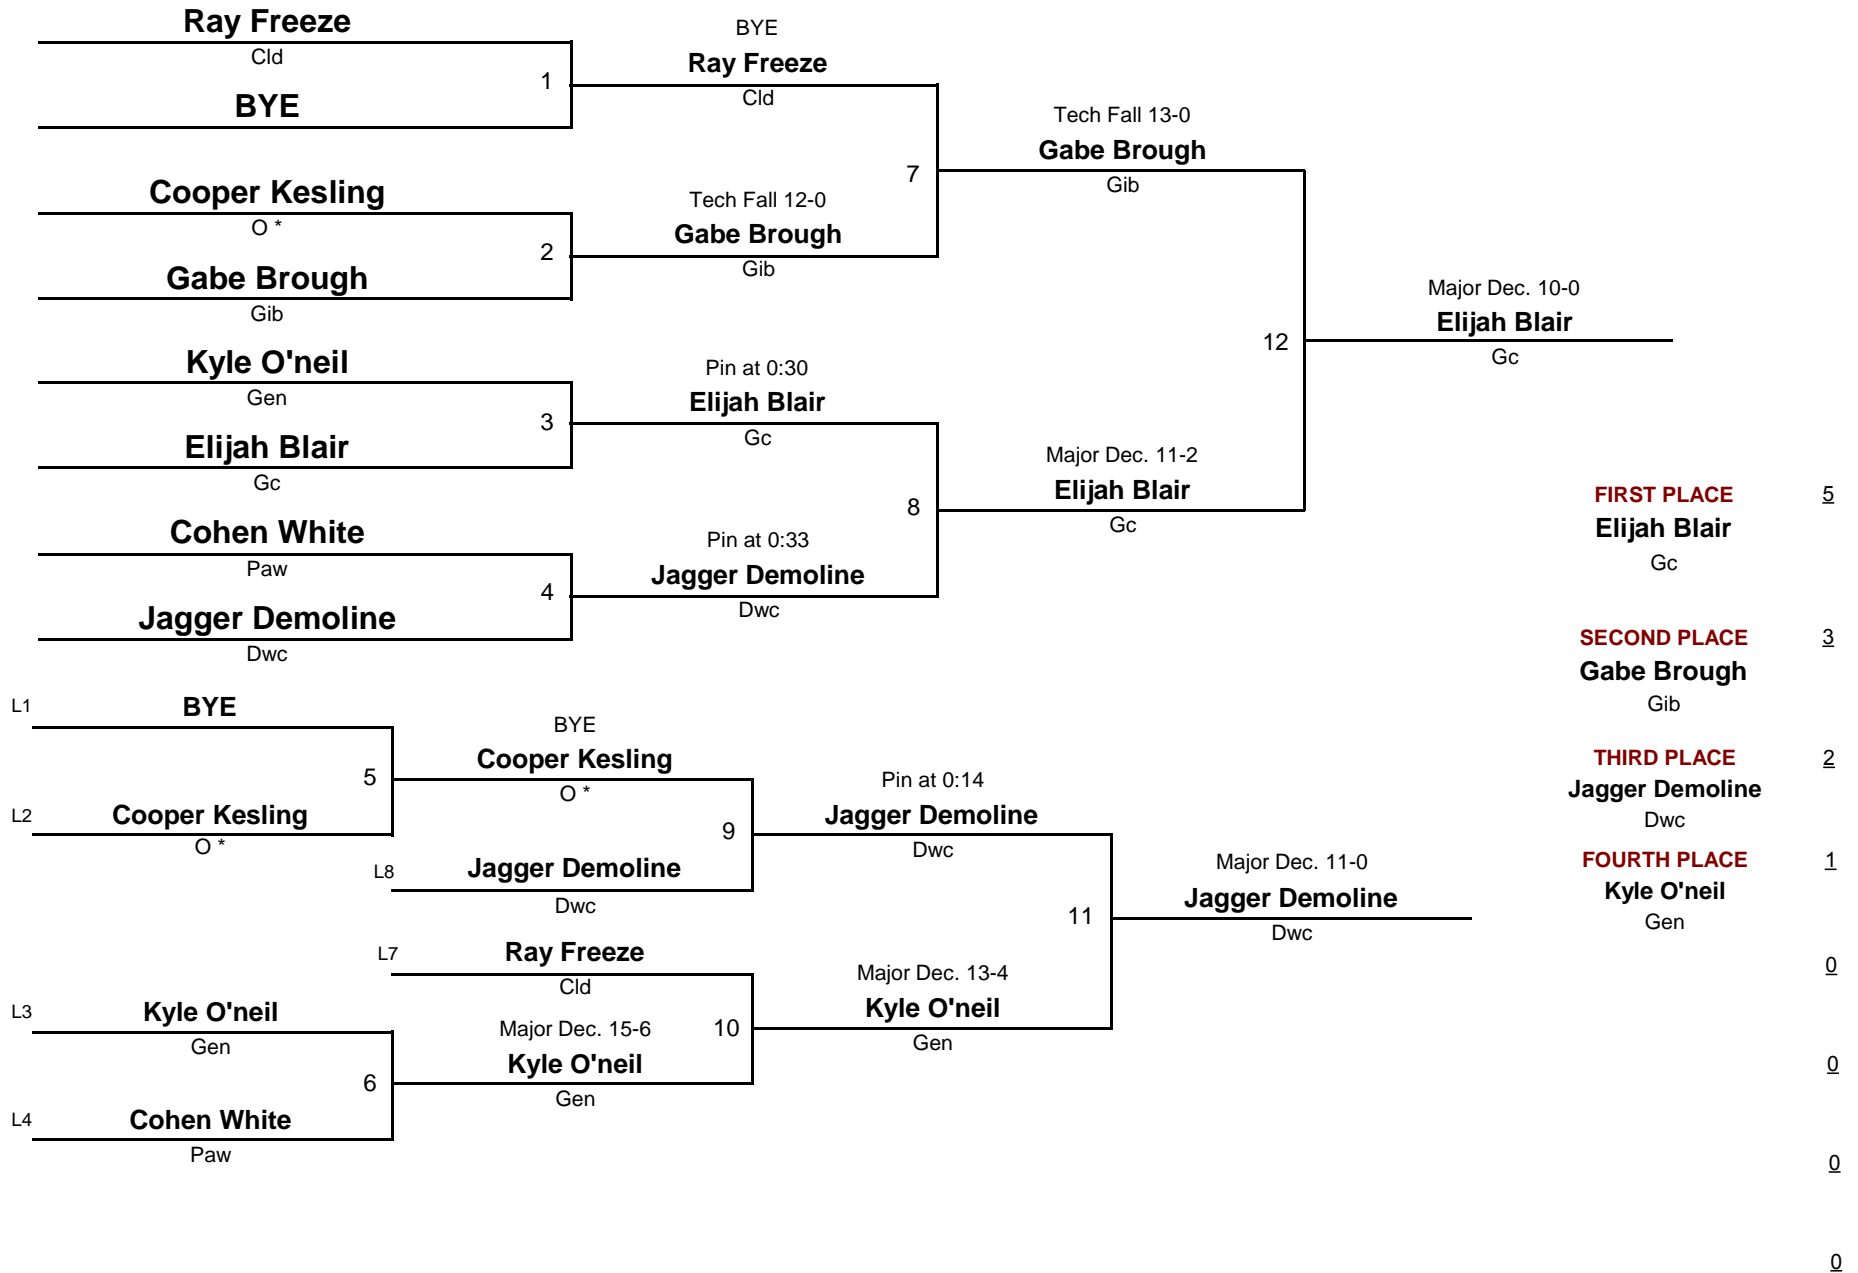 Ray Freeze
Cld
1
BYE
BYE
Ray Freeze
Cld
Cooper Kesling
O *
2
Gabe Brough
Gib
Tech Fall 12-0
Gabe Brough
Gib
7
Tech Fall 13-0
Gabe Brough
Gib
Kyle O'neil
Gen
3
Elijah Blair
Gc
Pin at 0:30
Elijah Blair
Gc
Cohen White
Paw
4
Jagger Demoline
Dwc
Pin at 0:33
Jagger Demoline
Dwc
8
Major Dec. 11-2
Elijah Blair
Gc
12
Major Dec. 10-0
Elijah Blair
Gc
FIRST PLACE 5
Elijah Blair
Gc
SECOND PLACE 3
Gabe Brough
Gib
THIRD PLACE 2
Jagger Demoline
Dwc
FOURTH PLACE 1
Kyle O'neil
Gen
0
0
0
0
L1 BYE
5
L2 Cooper Kesling
O *
BYE
Cooper Kesling
O *
9
L8 Jagger Demoline
Dwc
Pin at 0:14
Jagger Demoline
Dwc
L7 Ray Freeze
Cld
10
L3 Kyle O'neil
Gen
6
L4 Cohen White
Paw
Major Dec. 15-6
Kyle O'neil
Gen
Major Dec. 13-4
Kyle O'neil
Gen
11
Major Dec. 11-0
Jagger Demoline
Dwc